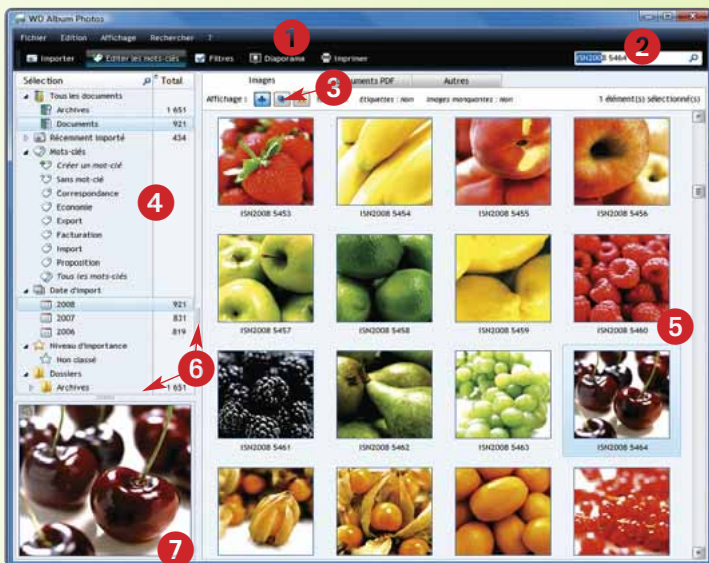 WD Album Photos
Fichier Edition Affichage Rechercher ?
1
Importer Editer les mots-clés Filtres Diaporama Imprimer
ISN2008 5464
2
Sélection Total
Images
Documents PDF
Autres
3
Affichage :
étiquettes : Non Images manquantes : Non
1 élément(s) sélectionné(s)
Tous les documents
Archives 1 651
Documents 921
Récemment importé 434
Mots-clés
Créer un mot-clé
Sans mot-clé
Correspondance
4
Economie
Export
Facturation
Import
Proposition
Tous les mots-clés
Date d'import
2008 921
2007 831
2006 819
Niveau d'importance
Non classé
6
Dossiers
Archives 1 651
ISN2008 5453
ISN2008 5454
ISN2008 5455
ISN2008 5456
ISN2008 5457
ISN2008 5458
ISN2008 5459
ISN2008 5460
5
ISN2008 5461
ISN2008 5462
ISN2008 5463
ISN2008 5464
7